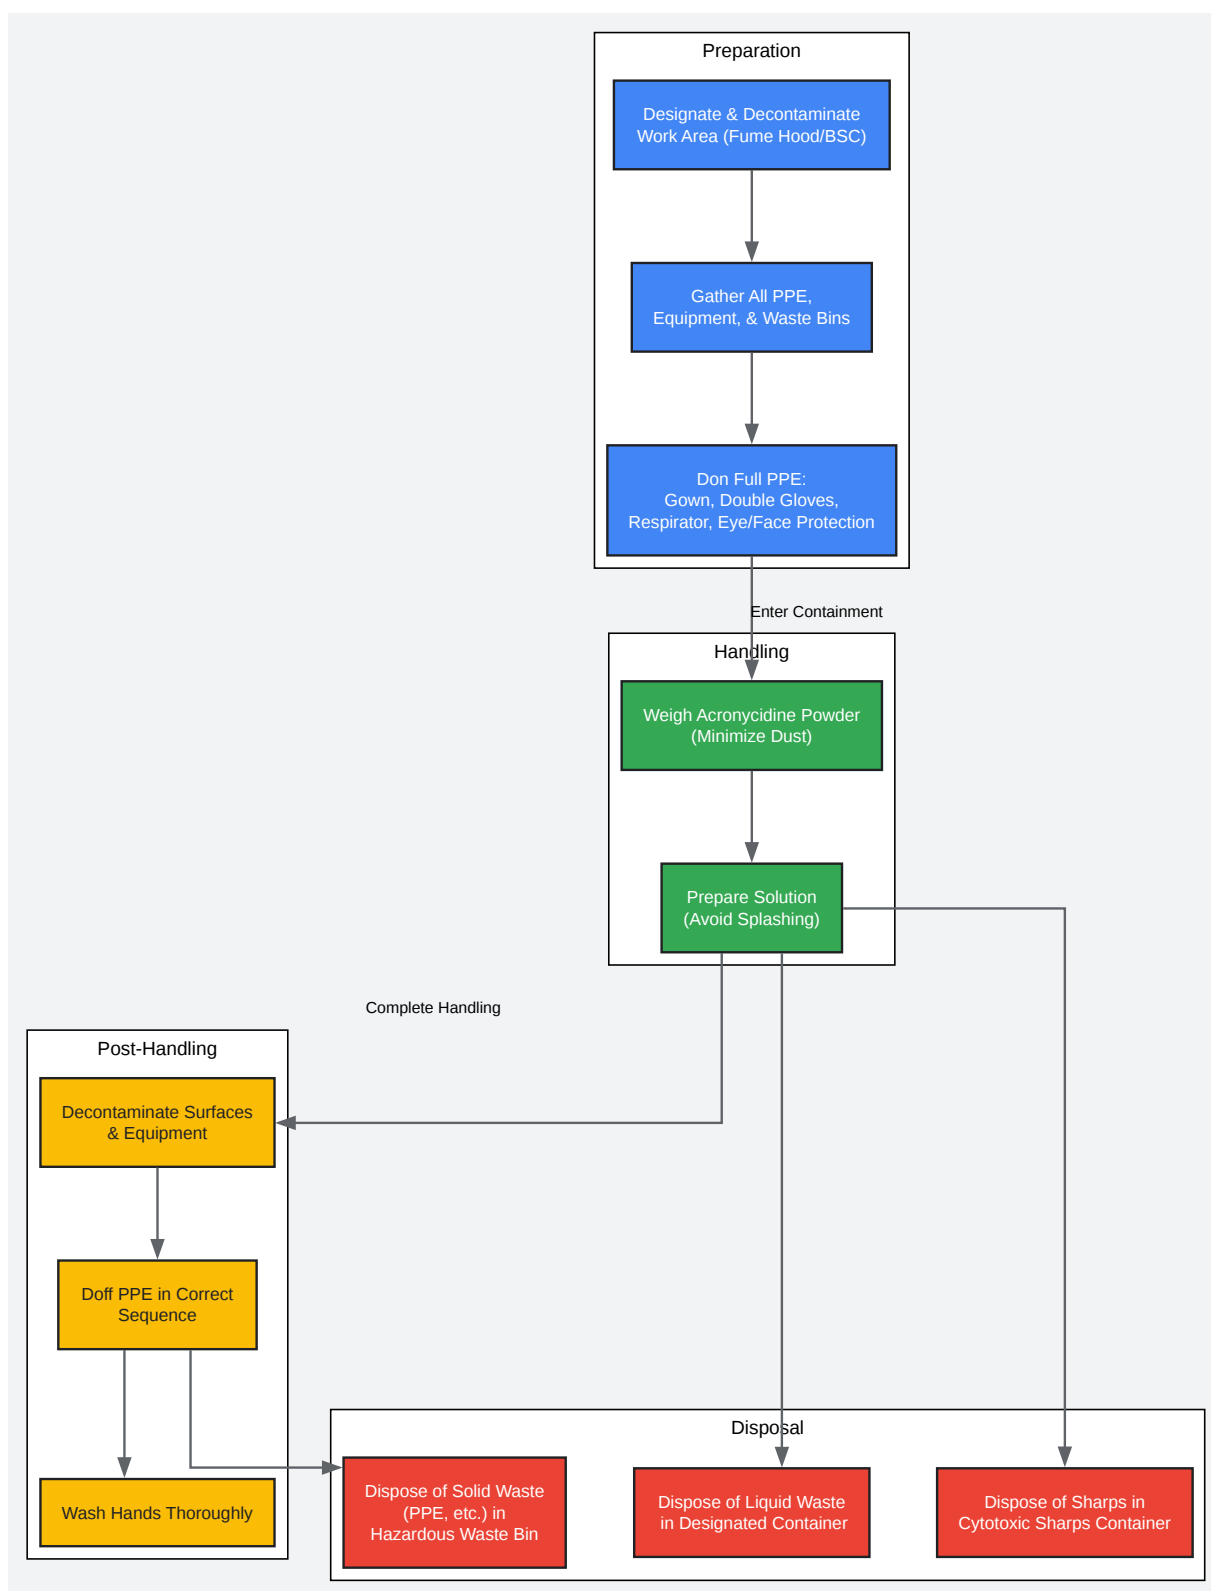 Preparation
Designate & Decontaminate
Work Area (Fume Hood/BSC)
Gather All PPE,
Equipment, & Waste Bins
Don Full PPE:
Gown, Double Gloves,
Respirator, Eye/Face Protection
Enter Containment
Handling
Weigh Acronycidine Powder
(Minimize Dust)
Prepare Solution
(Avoid Splashing)
Complete Handling
Post-Handling
Decontaminate Surfaces
& Equipment
Doff PPE in Correct
Sequence
Wash Hands Thoroughly
Disposal
Dispose of Solid Waste
(PPE, etc.) in
Hazardous Waste Bin
Dispose of Liquid Waste
in Designated Container
Dispose of Sharps in
Cytotoxic Sharps Container